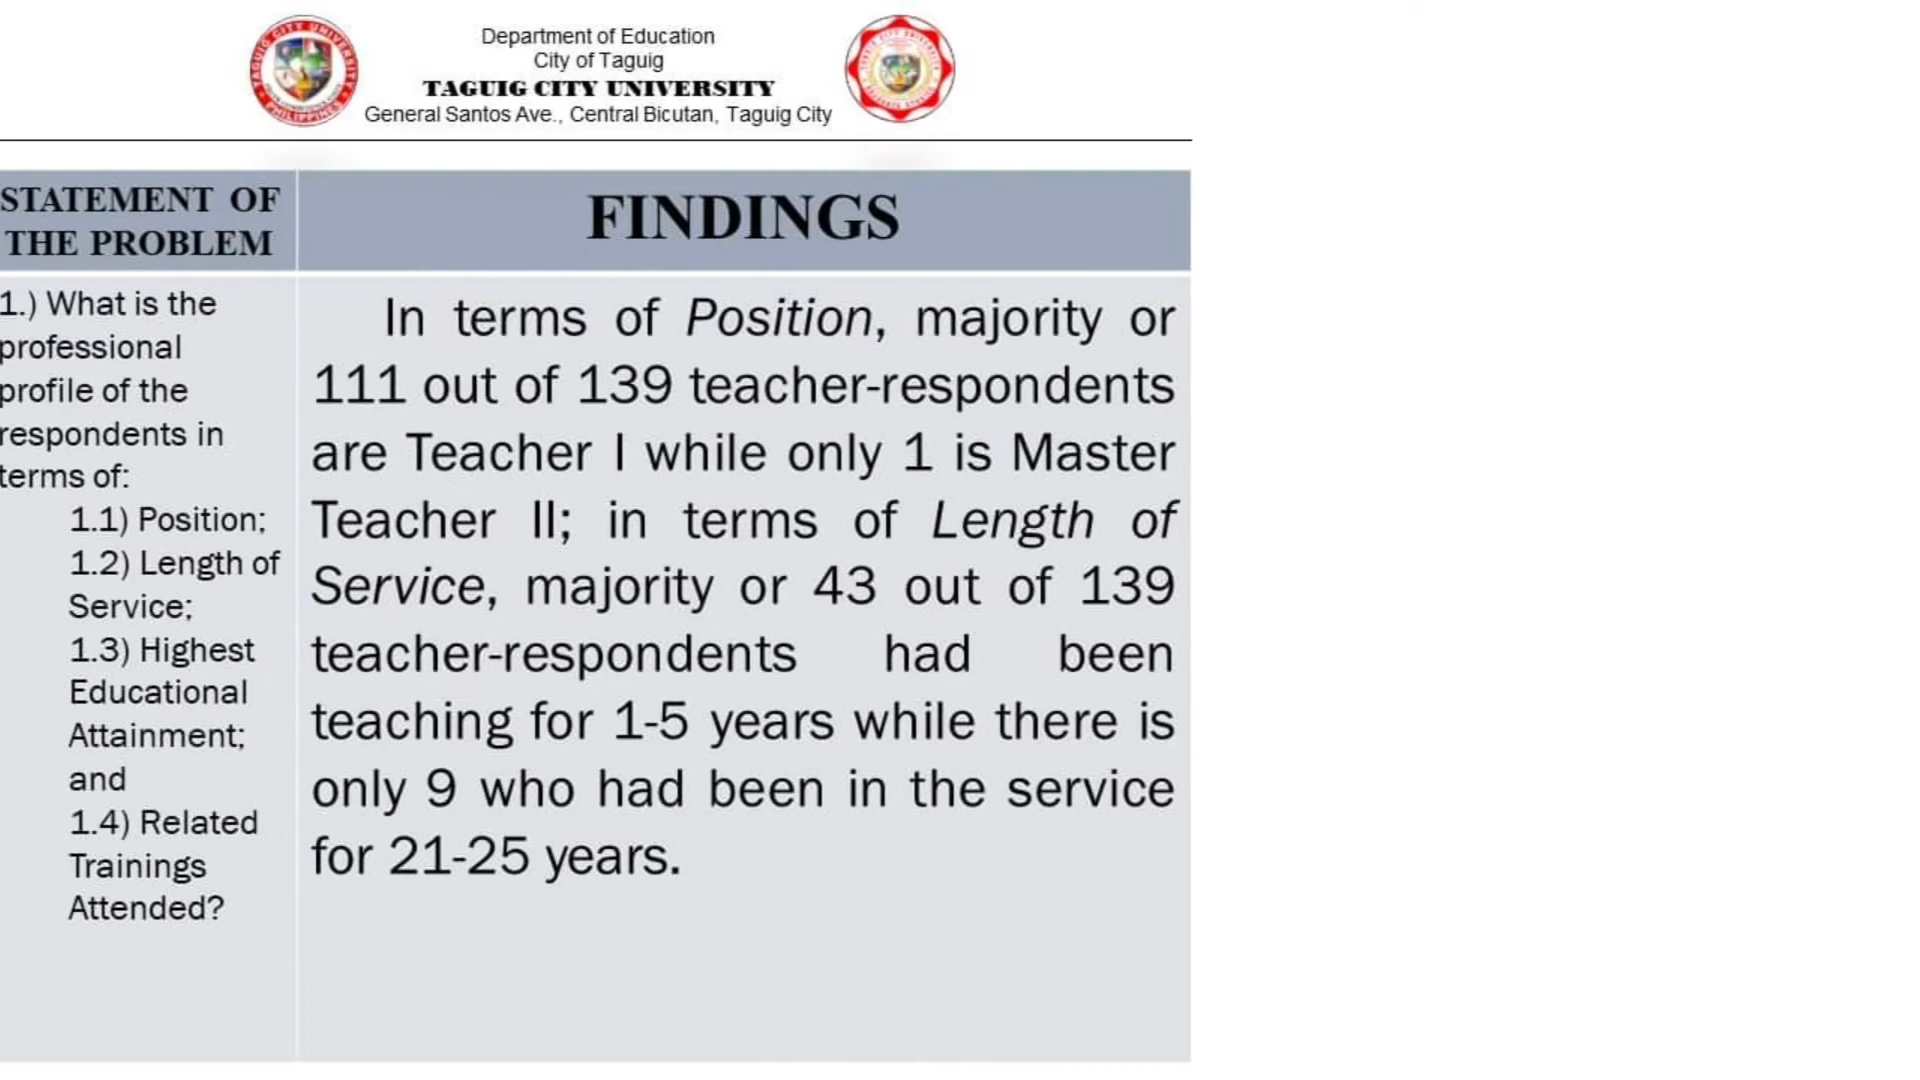 Department of Education
City of Taguig
TAGUIG CITY UNIVERSITY
General Santos Ave., Central Bicutan, Taguig City
STATEMENT OF
THE PROBLEM
FINDINGS
1.) What is the
professional
profile of the
respondents in
terms of:
1.1) Position;
1.2) Length of
Service;
1.3) Highest
Educational
Attainment;
and
1.4) Related
Trainings
Attended?
In terms of Position, majority or
111 out of 139 teacher-respondents
are Teacher I while only 1 is Master
Teacher II; in terms of Length of
Service, majority or 43 out of 139
teacher-respondents had been
teaching for 1-5 years while there is
only 9 who had been in the service
for 21-25 years.